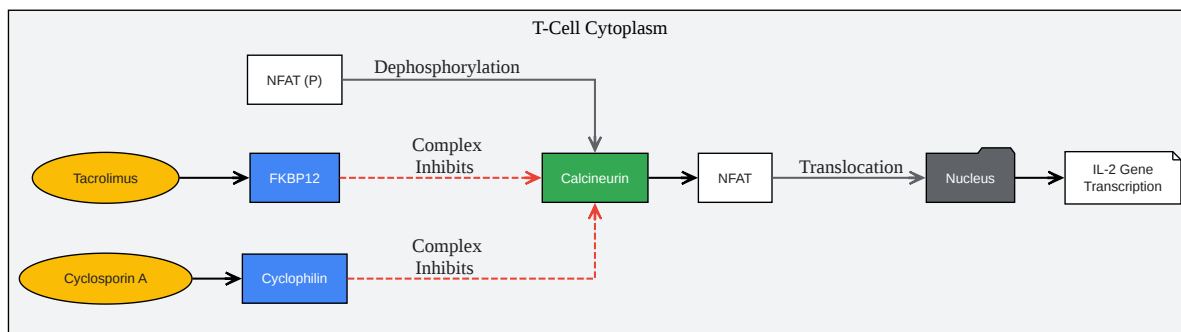 T-Cell Cytoplasm
NFAT (P)
Dephosphorylation
Tacrolimus
FKBP12
Complex
Inhibits
Calcineurin
NFAT
Translocation
Nucleus
IL-2 Gene
Transcription
Cyclosporin A
Cyclophilin
Complex
Inhibits